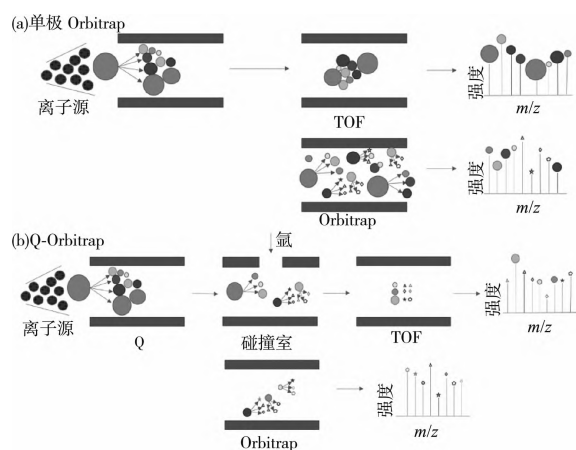 (a)单极 Orbitrap
离子源
TOF
强度
m/z
Orbitrap
强度
m/z
(b)Q-Orbitrap
氩
离子源
Q
碰撞室
TOF
强度
m/z
Orbitrap
强度
m/z